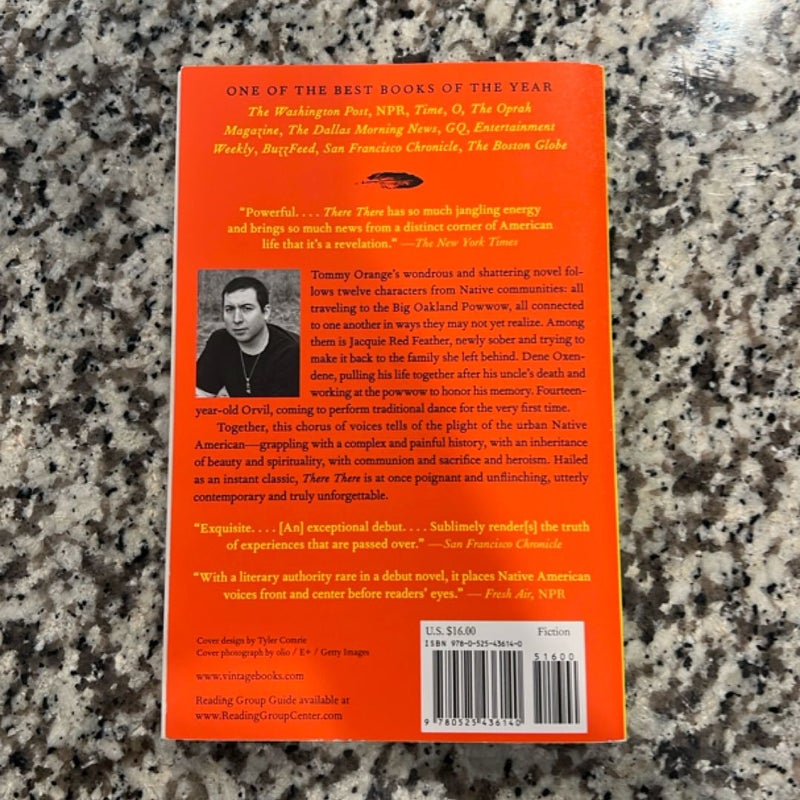 ONE OF THE BEST BOOKS OF THE YEAR
The Washington Post, NPR, Time, O, The Oprah
Magazine, The Dallas Morning News, GQ, Entertainment
Weekly, BuzzFeed, San Francisco Chronicle, The Boston Globe
“Powerful. . . . There There has so much jangling energy
and brings so much news from a distinct corner of American
life that it's a revelation.” —The New York Times
Tommy Orange's wondrous and shattering novel fol-
lows twelve characters from Native communities: all
traveling to the Big Oakland Powwow, all connected
to one another in ways they may not yet realize. Among
them is Jacquie Red Feather, newly sober and trying to
make it back to the family she left behind. Dene Oxen-
dene, pulling his life together after his uncle's death and
working at the powwow to honor his memory. Fourteen-
year-old Orvil, coming to perform traditional dance for the very first time.
Together, this chorus of voices tells of the plight of the urban Native
American—grappling with a complex and painful history, with an inheritance
of beauty and spirituality, with communion and sacrifice and heroism. Hailed
as an instant classic, There There is at once poignant and unflinching, utterly
contemporary and truly unforgettable.
“Exquisite. . . . [An] exceptional debut. . . . Sublimely render[s] the truth
of experiences that are passed over.” —San Francisco Chronicle
“With a literary authority rare in a debut novel, it places Native American
voices front and center before readers' eyes.” — Fresh Air, NPR
Cover design by Tyler Comrie
Cover photograph by olio / E+ / Getty Images
www.vintagebooks.com
Reading Group Guide available at
www.ReadingGroupCenter.com
U.S. $16.00 Fiction
ISBN 978-0-525-43614-0
51600
9 780525 436140